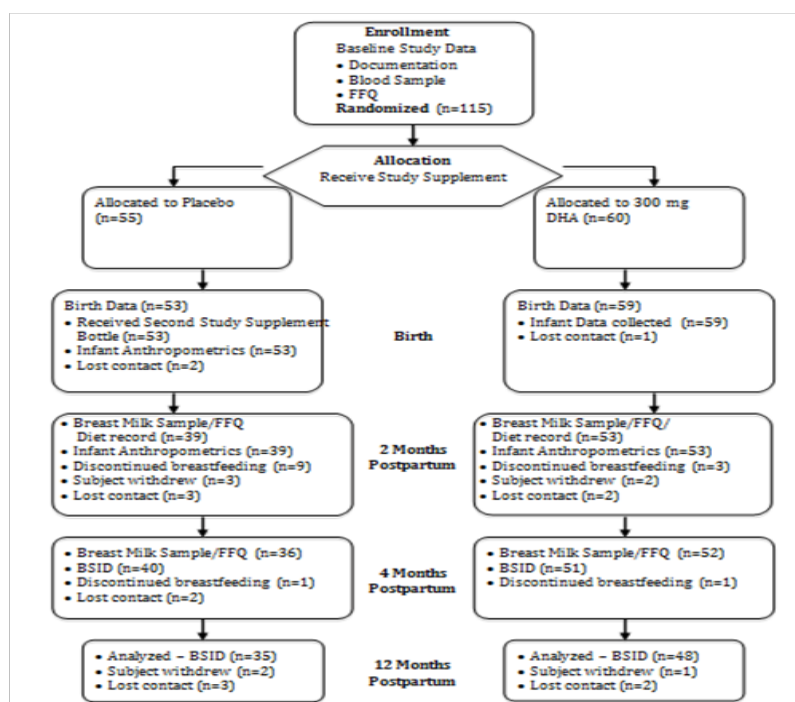 Enrollment
Baseline Study Data
• Documentation
• Blood Sample
• FFQ
Randomized (n=115)
Allocation
Receive Study Supplement
Allocated to Placebo
(n=55)
Allocated to 300 mg
DHA (n=60)
Birth Data (n=53)
• Received Second Study Supplement
Bottle (n=53)
• Infant Anthropometrics (n=53)
• Lost contact (n=2)
Birth
Birth Data (n=59)
• Infant Data collected (n=59)
• Lost contact (n=1)
• Breast Milk Sample/FFQ
Diet record (n=39)
• Infant Anthropometrics (n=39)
• Discontinued breastfeeding (n=9)
• Subject withdrew (n=3)
• Lost contact (n=3)
2 Months
Postpartum
• Breast Milk Sample/FFQ/
Diet record (n=53)
• Infant Anthropometrics (n=53)
• Discontinued breastfeeding (n=3)
• Subject withdrew (n=2)
• Lost contact (n=2)
• Breast Milk Sample/FFQ (n=36)
• BSID (n=40)
• Discontinued breastfeeding (n=1)
• Lost contact (n=2)
4 Months
Postpartum
• Breast Milk Sample/FFQ (n=52)
• BSID (n=51)
• Discontinued breastfeeding (n=1)
• Analyzed – BSID (n=35)
• Subject withdrew (n=2)
• Lost contact (n=3)
12 Months
Postpartum
• Analyzed – BSID (n=48)
• Subject withdrew (n=1)
• Lost contact (n=2)